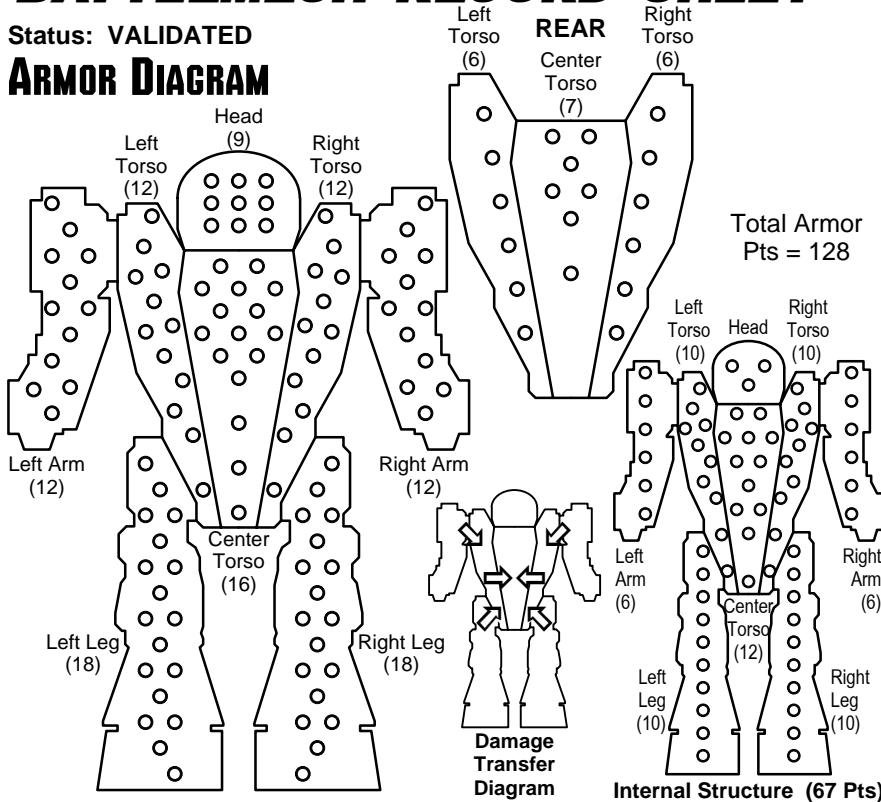 BATTLEMECH RECORD SHEET
Status: VALIDATED
ARMOR DIAGRAM
Head
(9)
Left
Torso
(12)
Right
Torso
(12)
Left Arm
(12)
Right Arm
(12)
Center
Torso
(16)
Left Leg
(18)
Right Leg
(18)
Left
Torso
(6)
REAR
Center
Torso
(7)
Right
Torso
(6)
Total Armor
Pts = 128
Left
Torso
(10)
Head
Right
Torso
(10)
Left
Arm
(6)
Right
Arm
(6)
Center
Torso
(12)
Left
Leg
(10)
Right
Leg
(10)
Damage
Transfer
Diagram
Internal Structure (67 Pts)